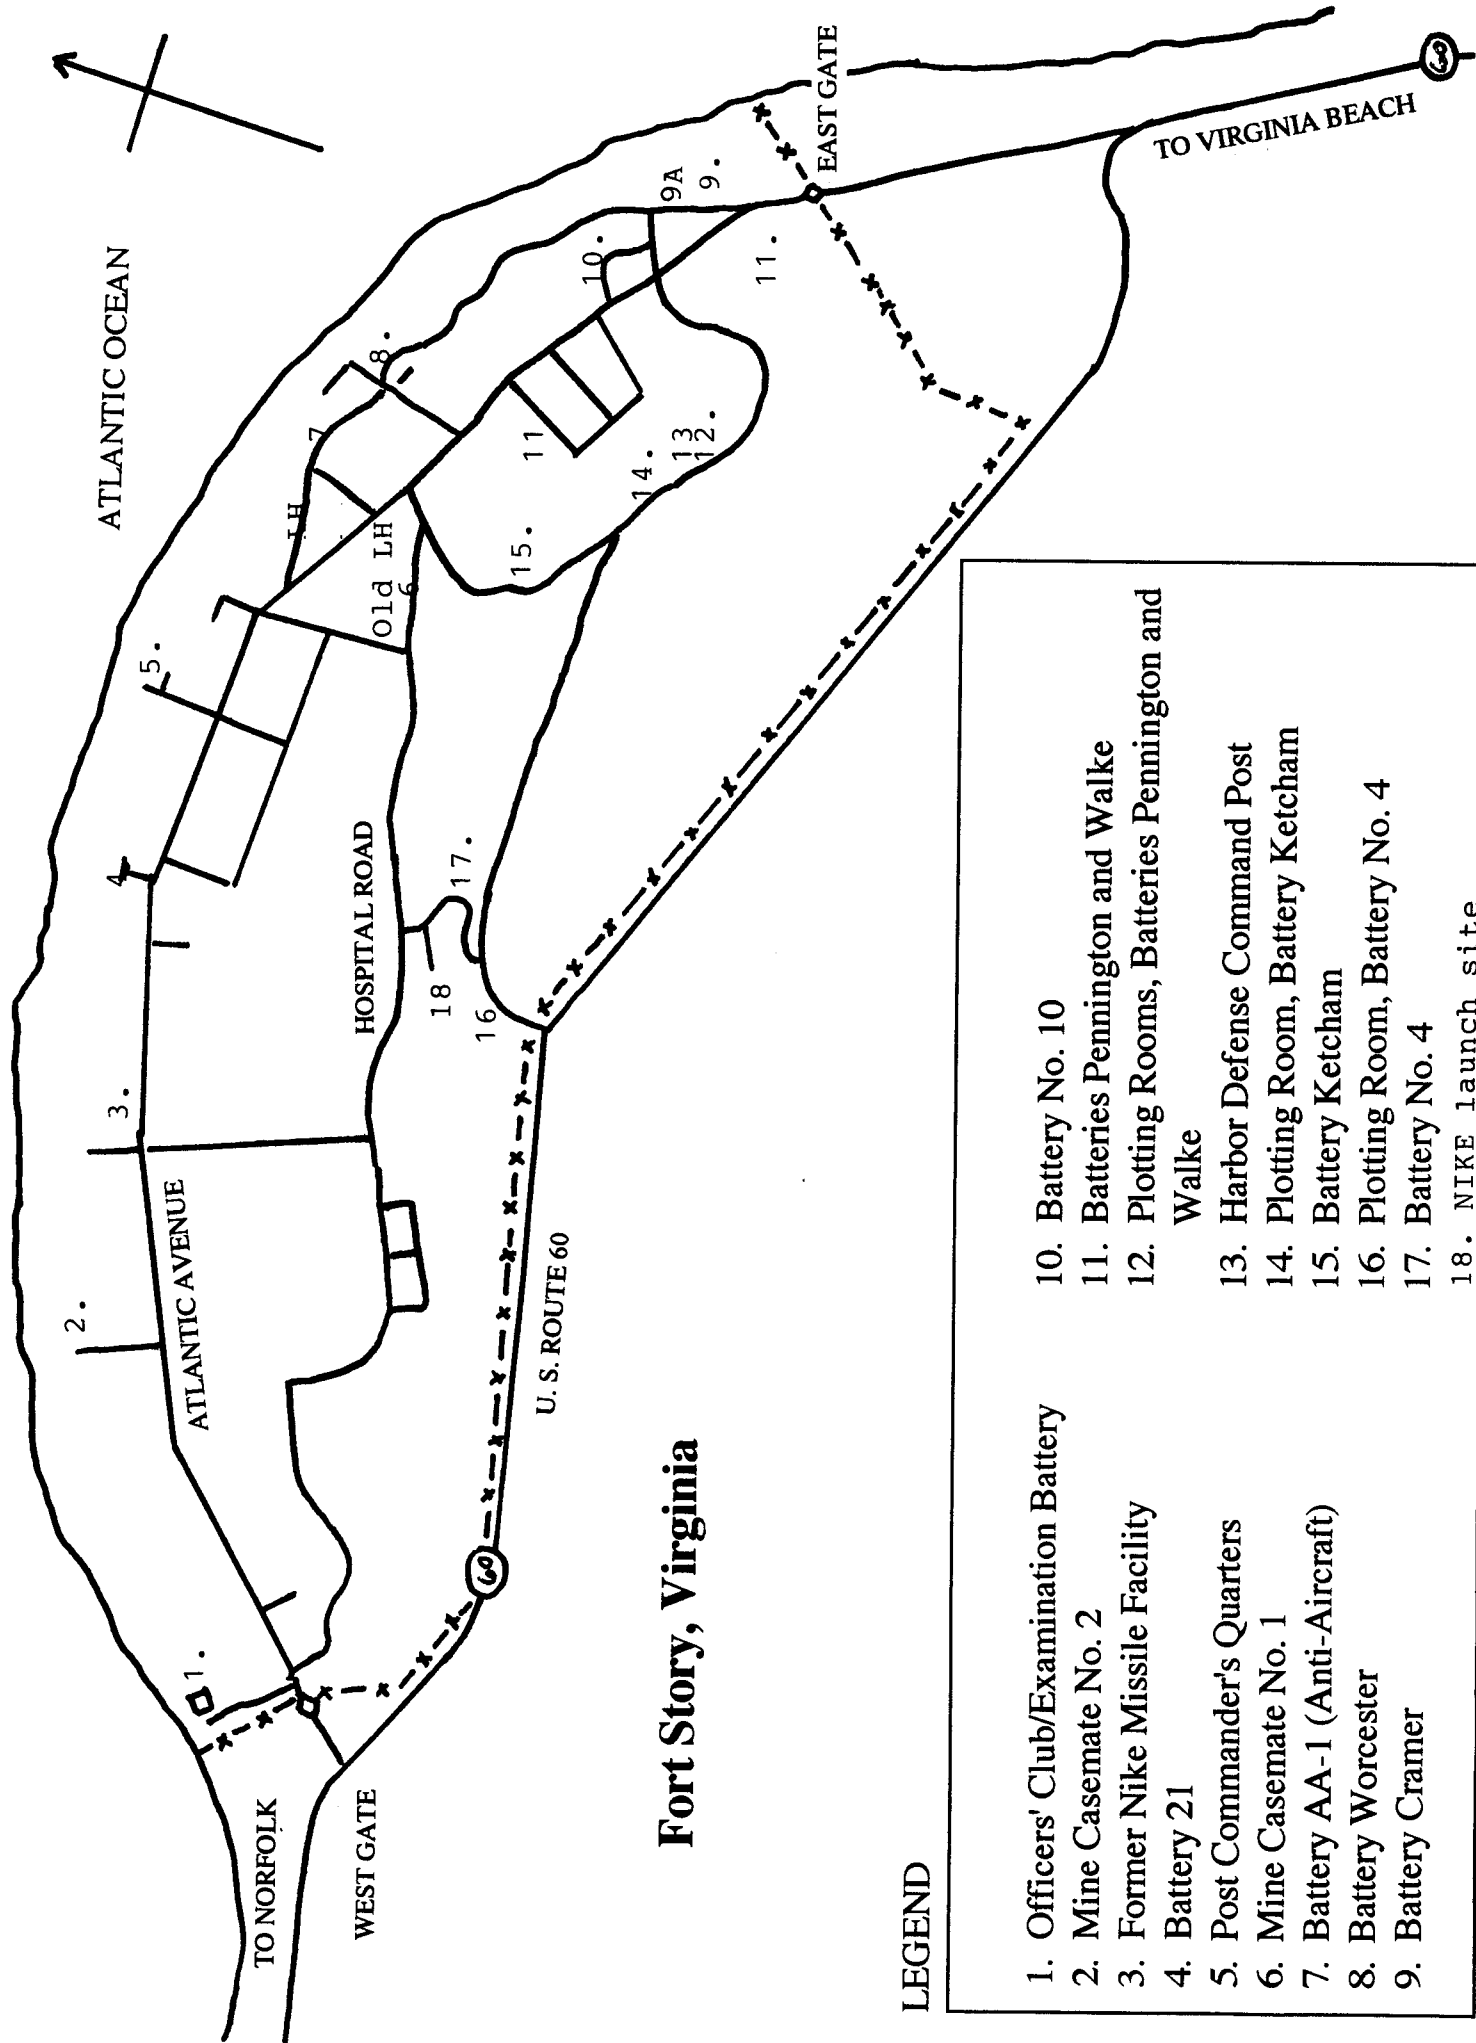 ATLANTIC OCEAN
1.
2.
3.
4
5.
LH
7
8.
Old LH
6
10.
9A
9.
11
11.
15.
14.
13
12.
ATLANTIC AVENUE
HOSPITAL ROAD
18
17.
16
TO NORFOLK
WEST GATE
60
U. S. ROUTE 60
EAST GATE
TO VIRGINIA BEACH
60
Fort Story, Virginia
LEGEND
1. Officers' Club/Examination Battery
2. Mine Casemate No. 2
3. Former Nike Missile Facility
4. Battery 21
5. Post Commander's Quarters
6. Mine Casemate No. 1
7. Battery AA-1 (Anti-Aircraft)
8. Battery Worcester
9. Battery Cramer
10. Battery No. 10
11. Batteries Pennington and Walke
12. Plotting Rooms, Batteries Pennington and
Walke
13. Harbor Defense Command Post
14. Plotting Room, Battery Ketcham
15. Battery Ketcham
16. Plotting Room, Battery No. 4
17. Battery No. 4
18. NIKE launch site